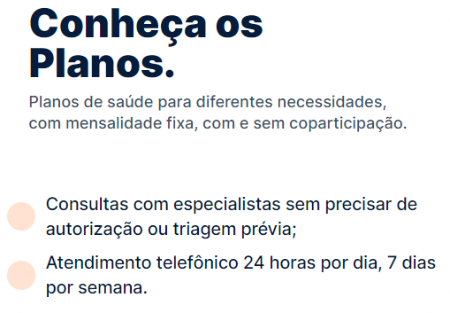 Conheça os
Planos.
Planos de saúde para diferentes necessidades,
com mensalidade fixa, com e sem coparticipação.
Consultas com especialistas sem precisar de
autorização ou triagem prévia;
Atendimento telefônico 24 horas por dia, 7 dias
por semana.